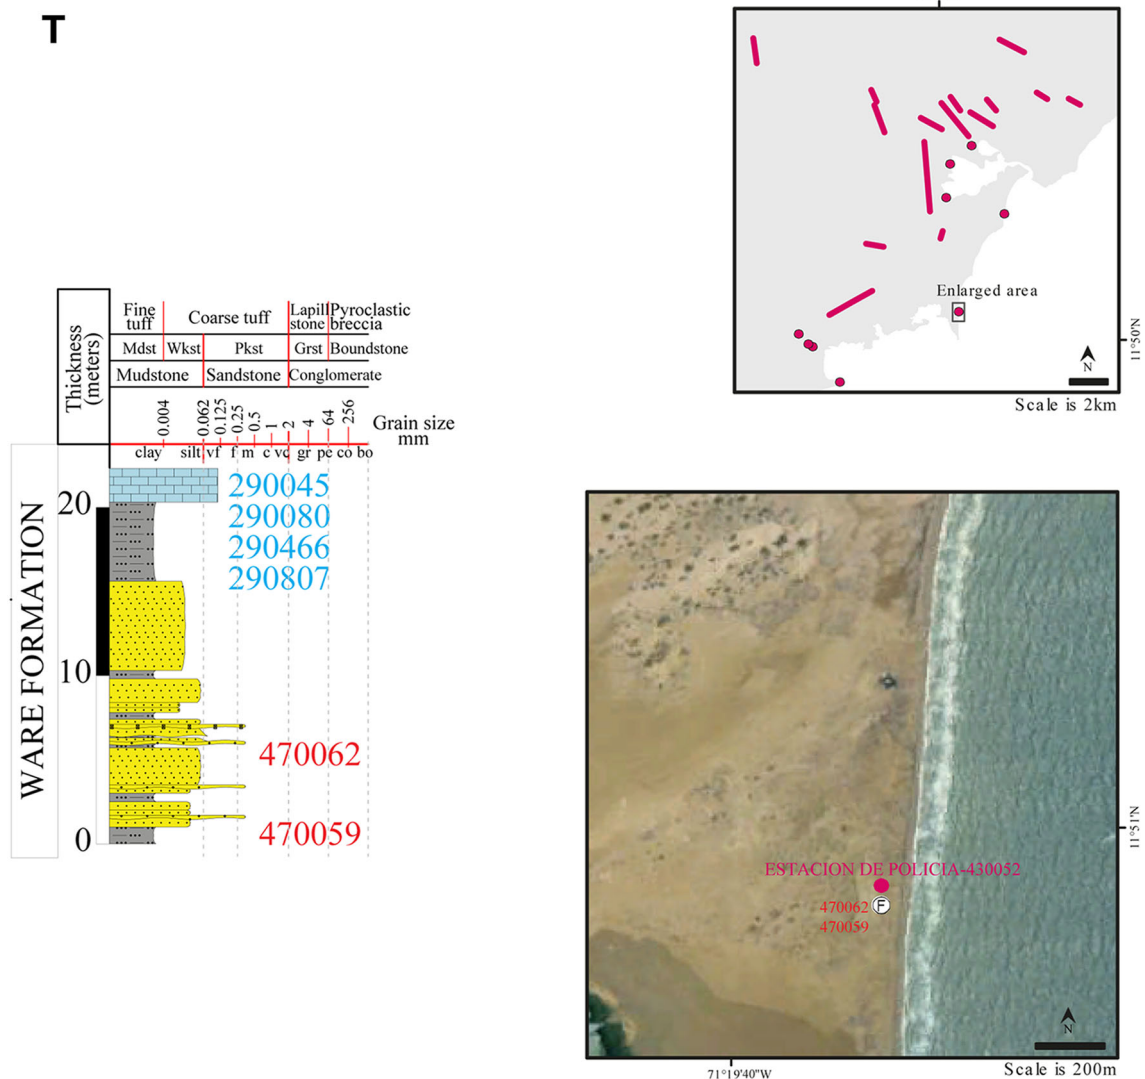 T
Enlarged area
N
11°50'N
Scale is 2km
Thickness
(meters)
Fine
tuff
Coarse tuff
Lapill
stone
Pyroclastic
breccia
Mdst
Wkst
Pkst
Grst
Boundstone
Mudstone
Sandstone
Conglomerate
0.004
0.062
0.125
0.25
0.5
1
2
4
64
256
Grain size
mm
clay
silt
vf
f
m
c
vc
gr
pe
co
bo
WARE FORMATION
20
10
0
290045
290080
290466
290807
470062
470059
ESTACION DE POLICIA-430052
470062
F
470059
11°51'N
N
71°19'40"W
Scale is 200m